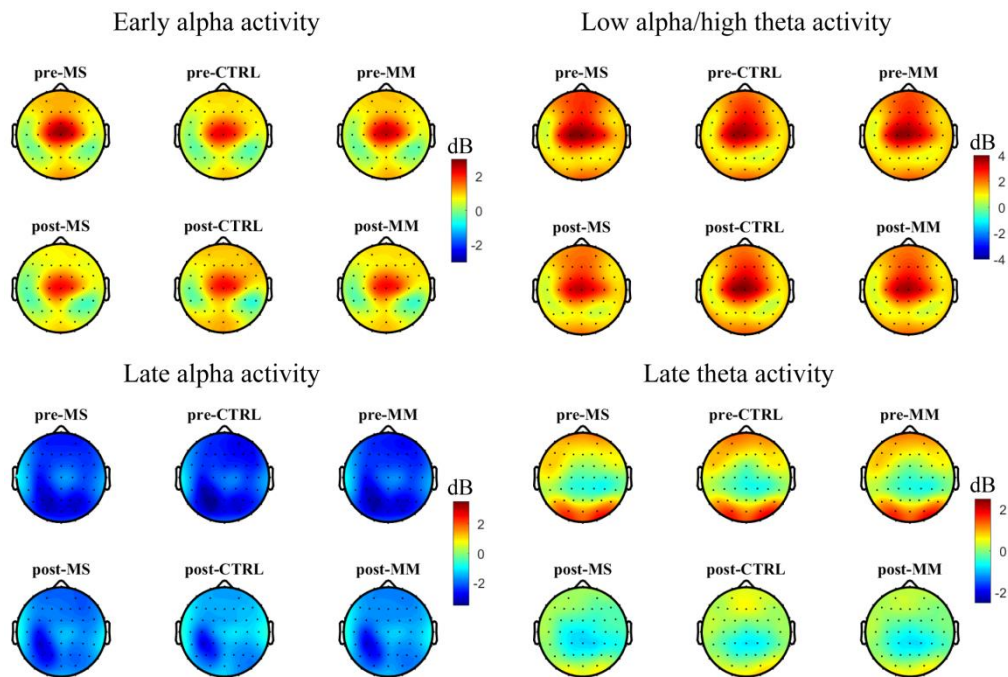 Early alpha activity
pre-MS pre-CTRL pre-MM
dB
2
0
-2
post-MS post-CTRL post-MM
Low alpha/high theta activity
pre-MS pre-CTRL pre-MM
dB
4
2
0
-2
-4
post-MS post-CTRL post-MM
Late alpha activity
pre-MS pre-CTRL pre-MM
dB
2
0
-2
post-MS post-CTRL post-MM
Late theta activity
pre-MS pre-CTRL pre-MM
dB
2
0
-2
post-MS post-CTRL post-MM